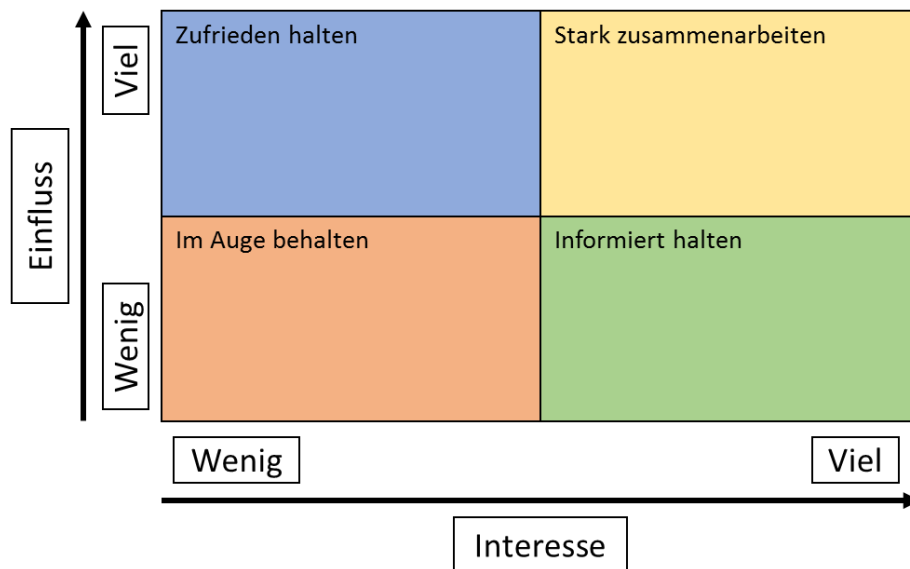 Zufrieden halten
Stark zusammenarbeiten
Viel
Einfluss
Im Auge behalten
Informiert halten
Wenig
Wenig
Viel
Interesse